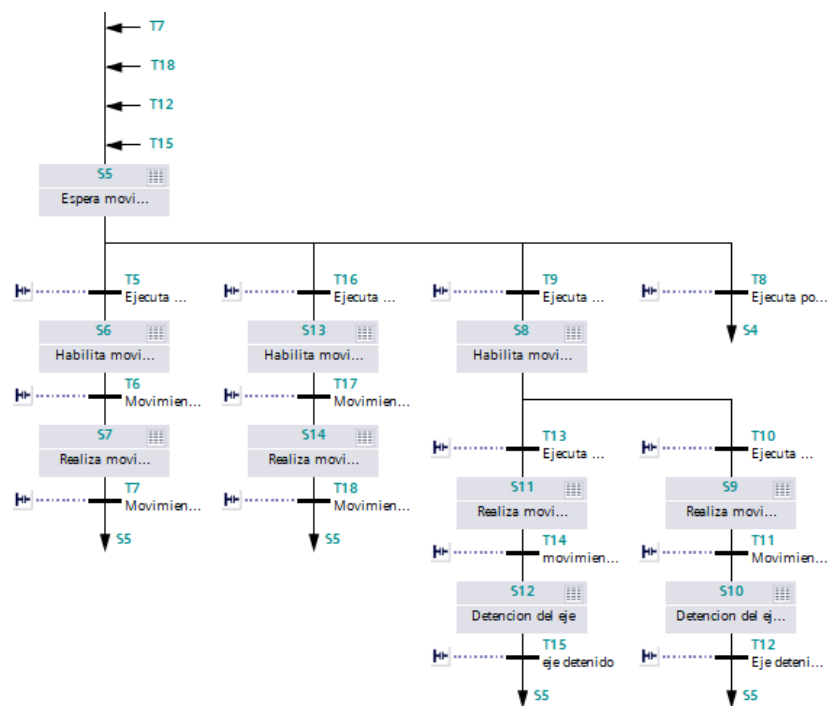 T7
T18
T12
T15
S5
Espera movi...
T5
Ejecuta ...
T16
Ejecuta ...
T9
Ejecuta ...
T8
Ejecuta po...
S4
S6
Habilita movi...
S13
Habilita movi...
S8
Habilita movi...
T6
Movimien...
T17
Movimien...
S7
Realiza movi...
S14
Realiza movi...
T13
Ejecuta ...
T10
Ejecuta ...
T7
Movimien...
T18
Movimien...
S11
Realiza movi...
S9
Realiza movi...
S5
S5
T14
movimien...
T11
Movimien...
S12
Detencion del eje
S10
Detencion del ej...
T15
eje detenido
T12
Eje deteni...
S5
S5